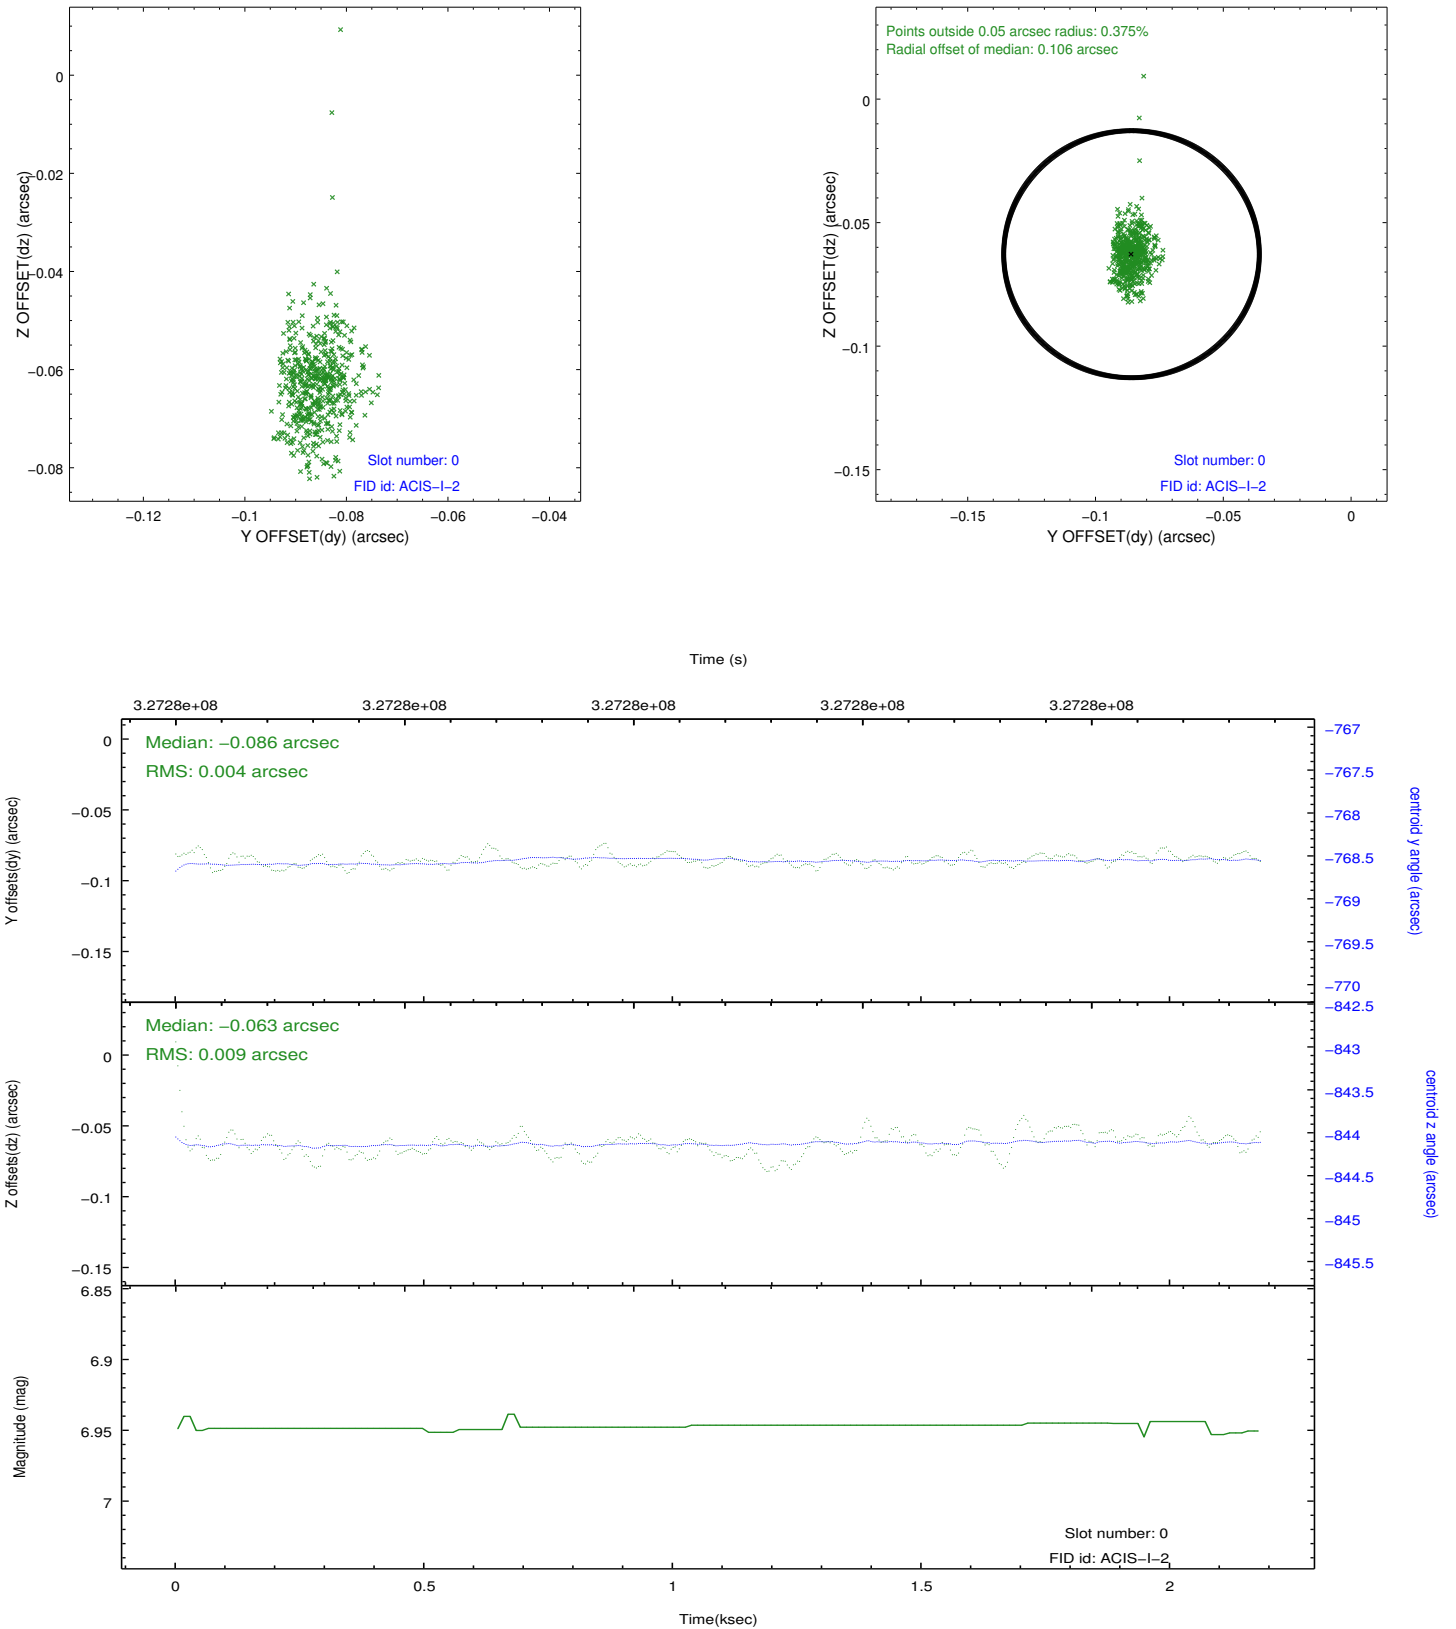 0
−0.02
−0.04
−0.06
−0.08
Z OFFSET(dz) (arcsec)
Slot number: 0
FID id: ACIS−I−2
−0.12
−0.1
−0.08
−0.06
−0.04
Y OFFSET(dy) (arcsec)
Points outside 0.05 arcsec radius: 0.375%
Radial offset of median: 0.106 arcsec
0
−0.05
−0.1
−0.15
Z OFFSET(dz) (arcsec)
Slot number: 0
FID id: ACIS−I−2
−0.15
−0.1
−0.05
0
Y OFFSET(dy) (arcsec)
Time (s)
3.2728e+08
3.2728e+08
3.2728e+08
3.2728e+08
3.2728e+08
Median: −0.086 arcsec
RMS: 0.004 arcsec
0
−0.05
−0.1
−0.15
Y offsets(dy) (arcsec)
−767
−767.5
−768
−768.5
−769
−769.5
−770
centroid y angle (arcsec)
Median: −0.063 arcsec
RMS: 0.009 arcsec
0
−0.05
−0.1
−0.15
Z offsets(dz) (arcsec)
−842.5
−843
−843.5
−844
−844.5
−845
−845.5
centroid z angle (arcsec)
6.85
6.9
6.95
7
Magnitude (mag)
Slot number: 0
FID id: ACIS−I−2
0
0.5
1
1.5
2
Time(ksec)